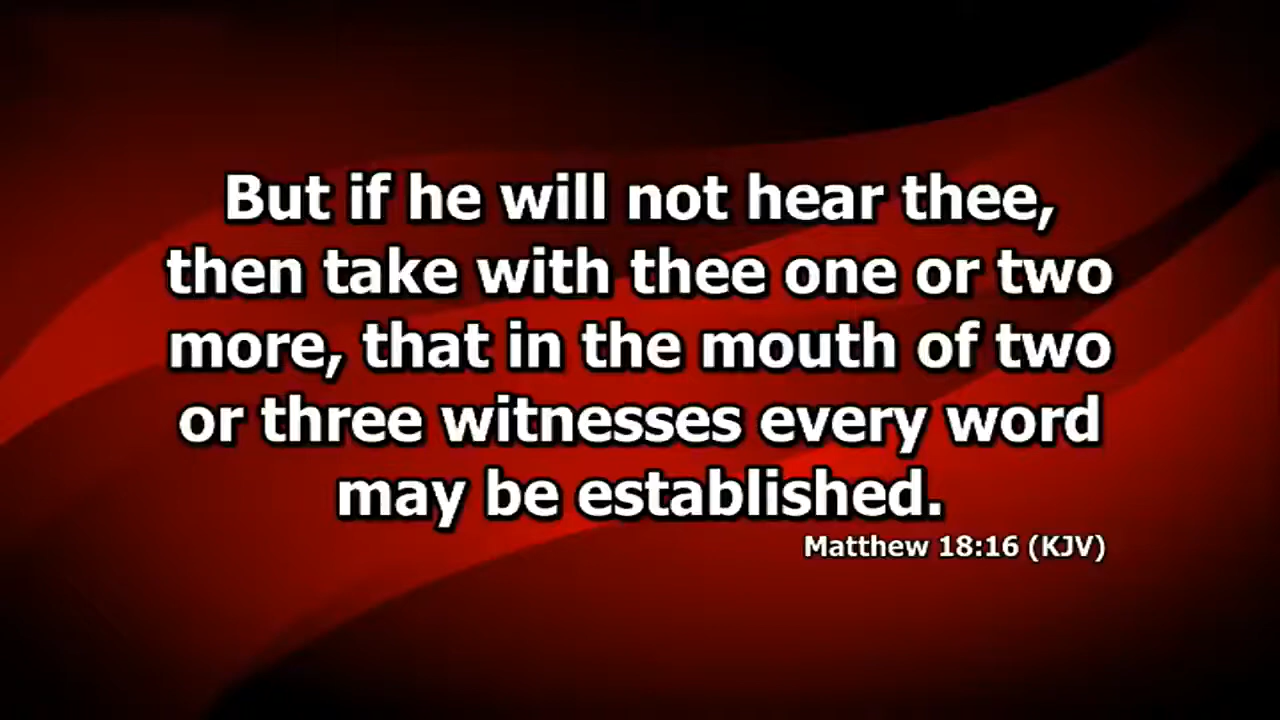 But if he will not hear thee,
then take with thee one or two
more, that in the mouth of two
or three witnesses every word
may be established.
Matthew 18:16 (KJV)